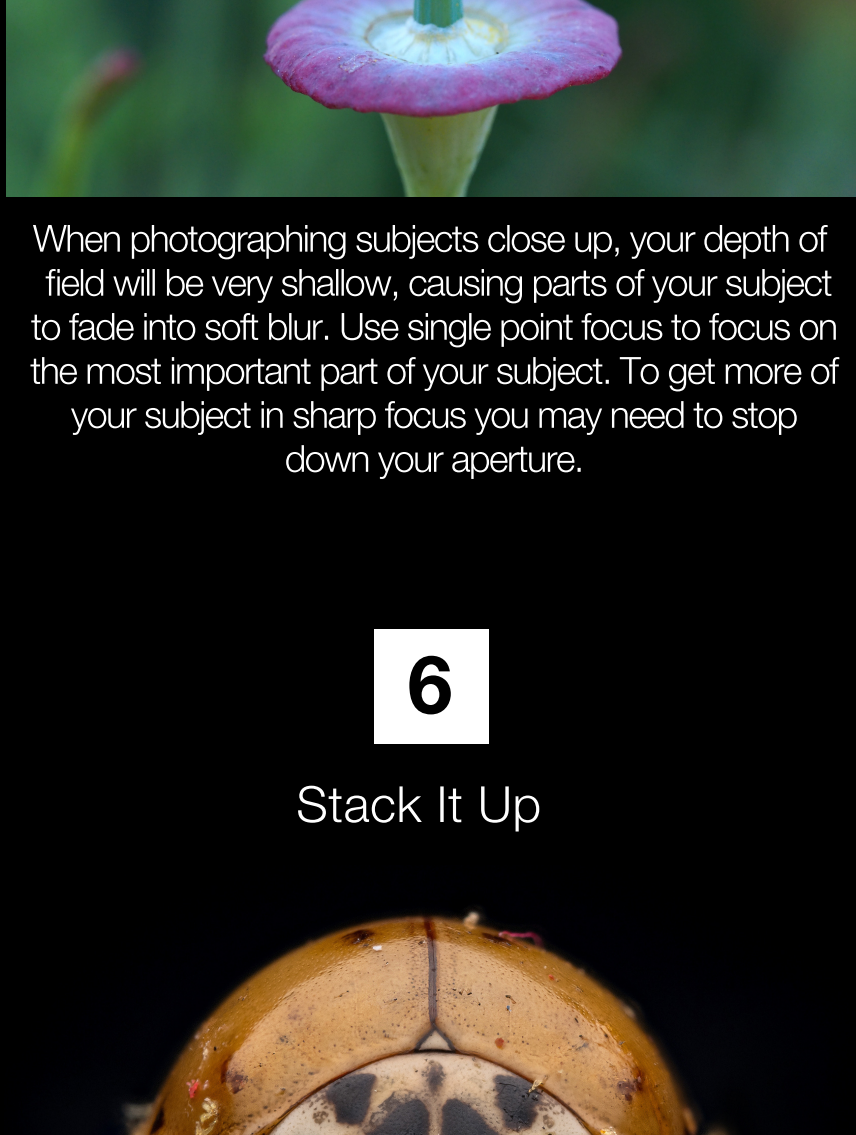 When photographing subjects close up, your depth of
field will be very shallow, causing parts of your subject
to fade into soft blur. Use single point focus to focus on
the most important part of your subject. To get more of
your subject in sharp focus you may need to stop
down your aperture.
6
Stack It Up